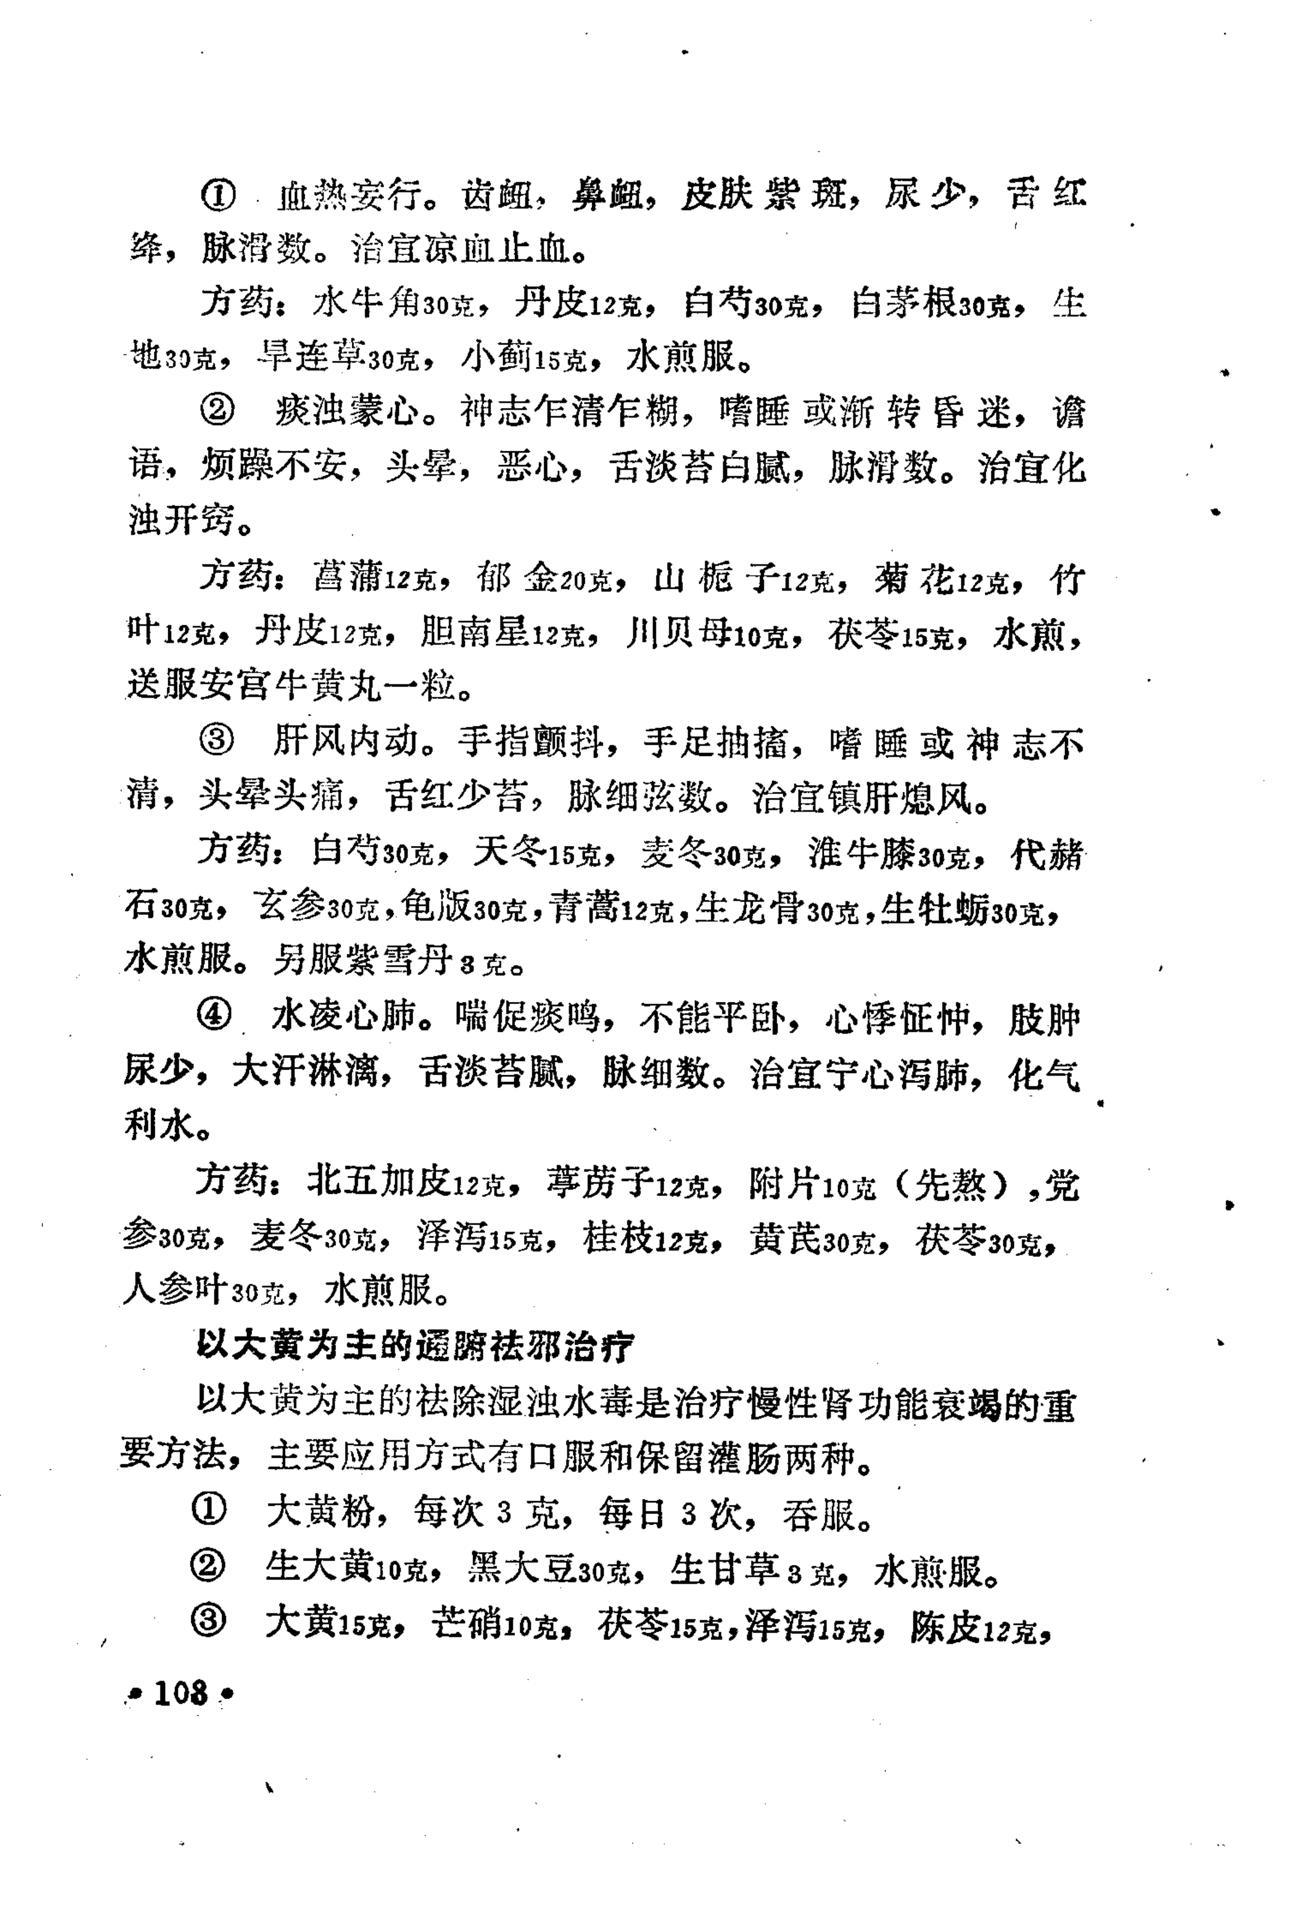 ① 血热妄行。齿衄，鼻衄，皮肤紫斑，尿少，舌红
绛，脉滑数。治宜凉血止血。
方药：水牛角30克，丹皮12克，白芍30克，白茅根30克，生
地30克，旱连草30克，小蓟15克，水煎服。
② 痰浊蒙心。神志乍清乍糊，嗜睡或渐转昏迷，谵
语，烦躁不安，头晕，恶心，舌淡苔白腻，脉滑数。治宜化
浊开窍。
方药：菖蒲12克，郁金20克，山栀子12克，菊花12克，竹
叶12克，丹皮12克，胆南星12克，川贝母10克，茯苓15克，水煎，
送服安宫牛黄丸一粒。
③ 肝风内动。手指颤抖，手足抽搐，嗜睡或神志不
清，头晕头痛，舌红少苔，脉细弦数。治宜镇肝熄风。
方药：白芍30克，天冬15克，麦冬30克，淮牛膝30克，代赭
石30克，玄参30克，龟版30克，青蒿12克，生龙骨30克，生牡蛎30克，
水煎服。另服紫雪丹3克。
④ 水凌心肺。喘促痰鸣，不能平卧，心悸怔忡，肢肿
尿少，大汗淋漓，舌淡苔腻，脉细数。治宜宁心泻肺，化气
利水。
方药：北五加皮12克，葶苈子12克，附片10克（先熬），党
参30克，麦冬30克，泽泻15克，桂枝12克，黄芪30克，茯苓30克，
人参叶30克，水煎服。
以大黄为主的通腑祛邪治疗
以大黄为主的祛除湿浊水毒是治疗慢性肾功能衰竭的重
要方法，主要应用方式有口服和保留灌肠两种。
① 大黄粉，每次3克，每日3次，吞服。
② 生大黄10克，黑大豆30克，生甘草3克，水煎服。
③ 大黄15克，芒硝10克，茯苓15克，泽泻15克，陈皮12克，
• 108 •